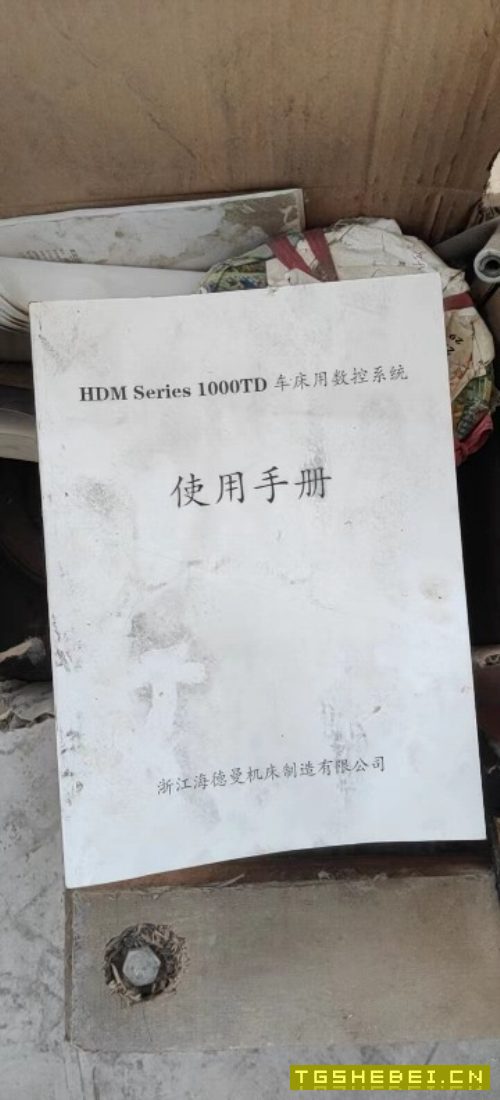 HDM Series 1000TD 车床用数控系统
使用手册
浙江海德曼机床制造有限公司
TGSHEBEI.CN